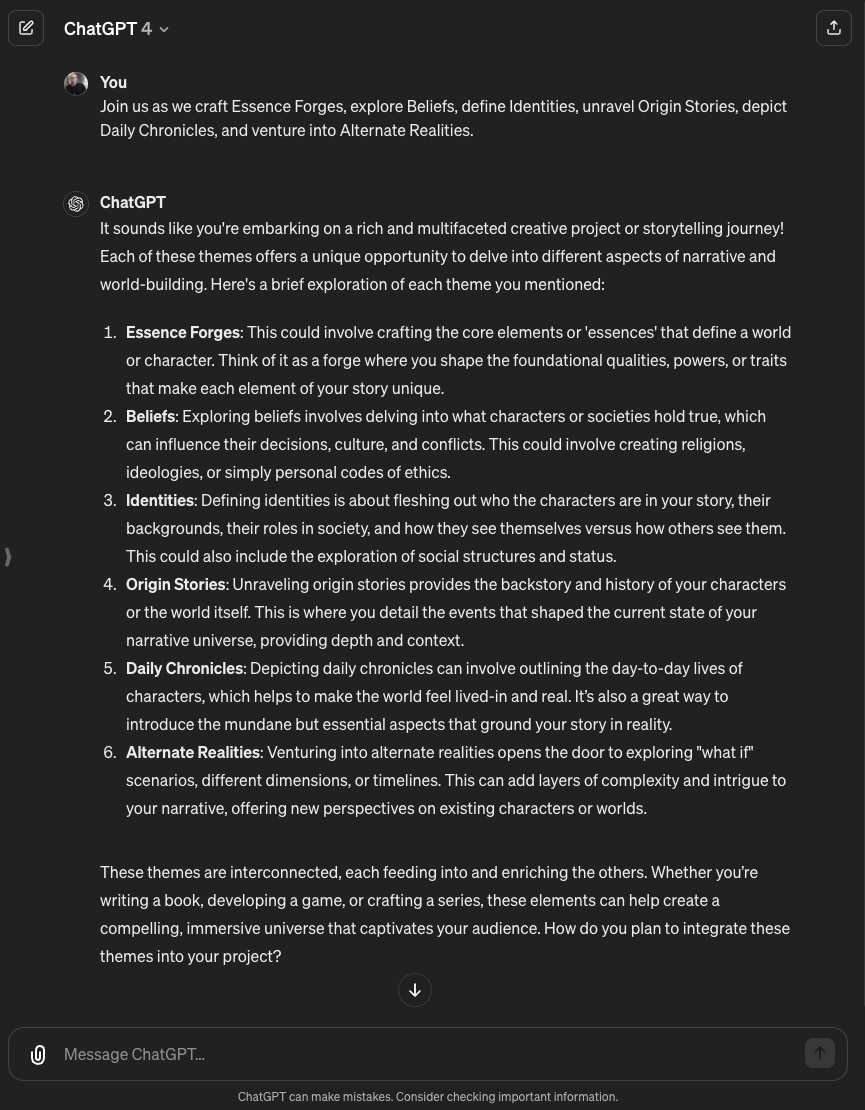 ChatGPT 4
You
Join us as we craft Essence Forges, explore Beliefs, define Identities, unravel Origin Stories, depict
Daily Chronicles, and venture into Alternate Realities.
ChatGPT
It sounds like you're embarking on a rich and multifaceted creative project or storytelling journey!
Each of these themes offers a unique opportunity to delve into different aspects of narrative and
world-building. Here's a brief exploration of each theme you mentioned:
1. Essence Forges: This could involve crafting the core elements or 'essences' that define a world
or character. Think of it as a forge where you shape the foundational qualities, powers, or traits
that make each element of your story unique.
2. Beliefs: Exploring beliefs involves delving into what characters or societies hold true, which
can influence their decisions, culture, and conflicts. This could involve creating religions,
ideologies, or simply personal codes of ethics.
3. Identities: Defining identities is about fleshing out who the characters are in your story, their
backgrounds, their roles in society, and how they see themselves versus how others see them.
This could also include the exploration of social structures and status.
4. Origin Stories: Unraveling origin stories provides the backstory and history of your characters
or the world itself. This is where you detail the events that shaped the current state of your
narrative universe, providing depth and context.
5. Daily Chronicles: Depicting daily chronicles can involve outlining the day-to-day lives of
characters, which helps to make the world feel lived-in and real. It’s also a great way to
introduce the mundane but essential aspects that ground your story in reality.
6. Alternate Realities: Venturing into alternate realities opens the door to exploring "what if"
scenarios, different dimensions, or timelines. This can add layers of complexity and intrigue to
your narrative, offering new perspectives on existing characters or worlds.
These themes are interconnected, each feeding into and enriching the others. Whether you’re
writing a book, developing a game, or crafting a series, these elements can help create a
compelling, immersive universe that captivates your audience. How do you plan to integrate these
themes into your project?
Message ChatGPT...
ChatGPT can make mistakes. Consider checking important information.